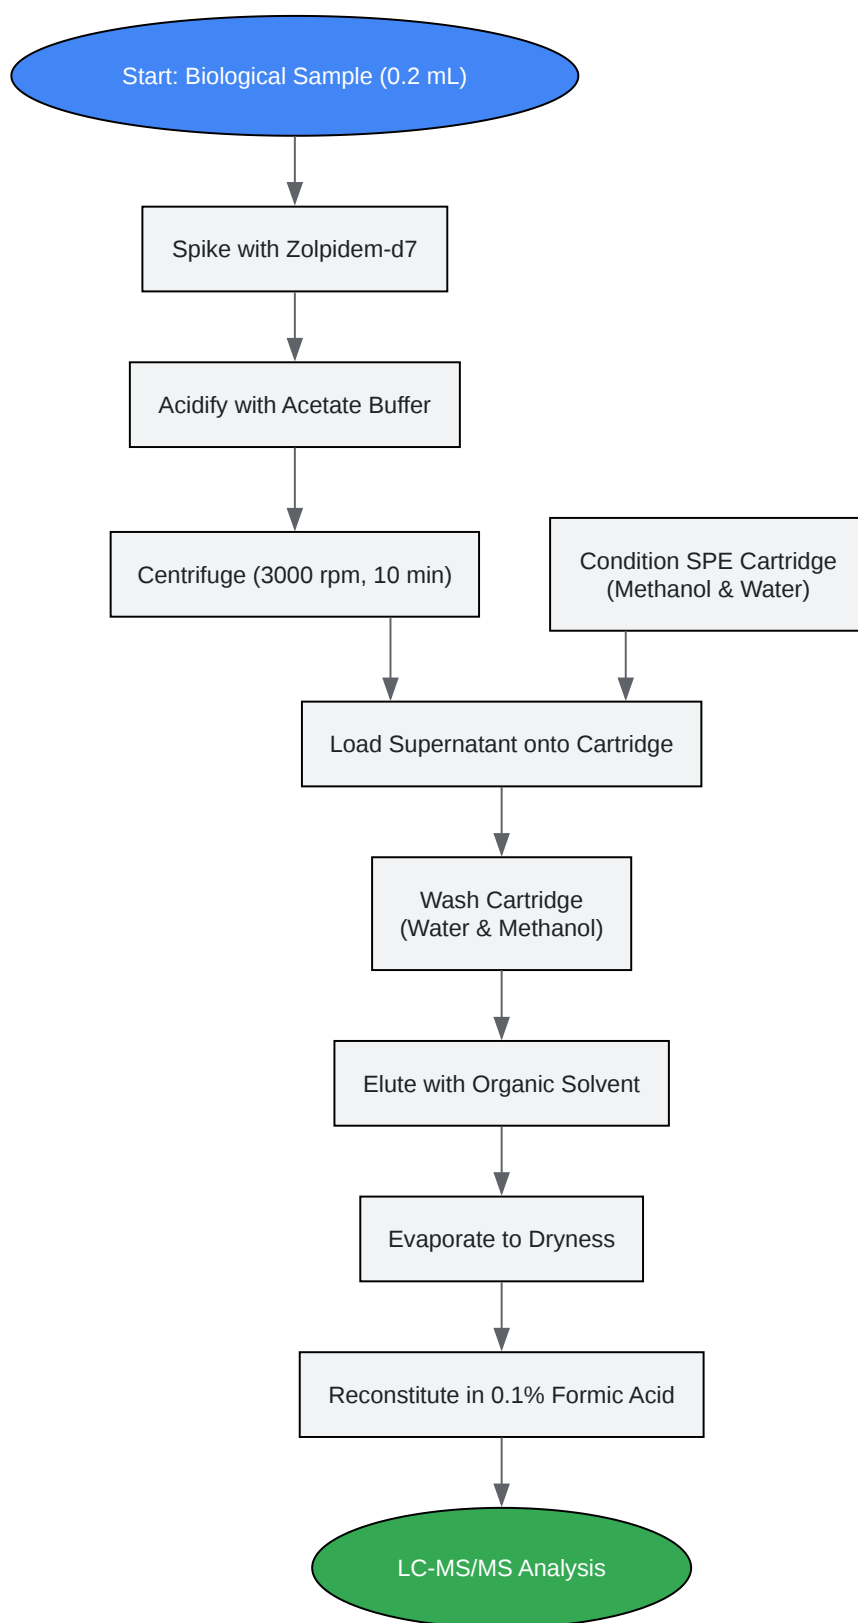 Start: Biological Sample (0.2 mL)
Spike with Zolpidem-d7
Acidify with Acetate Buffer
Centrifuge (3000 rpm, 10 min)
Condition SPE Cartridge
(Methanol & Water)
Load Supernatant onto Cartridge
Wash Cartridge
(Water & Methanol)
Elute with Organic Solvent
Evaporate to Dryness
Reconstitute in 0.1% Formic Acid
LC-MS/MS Analysis